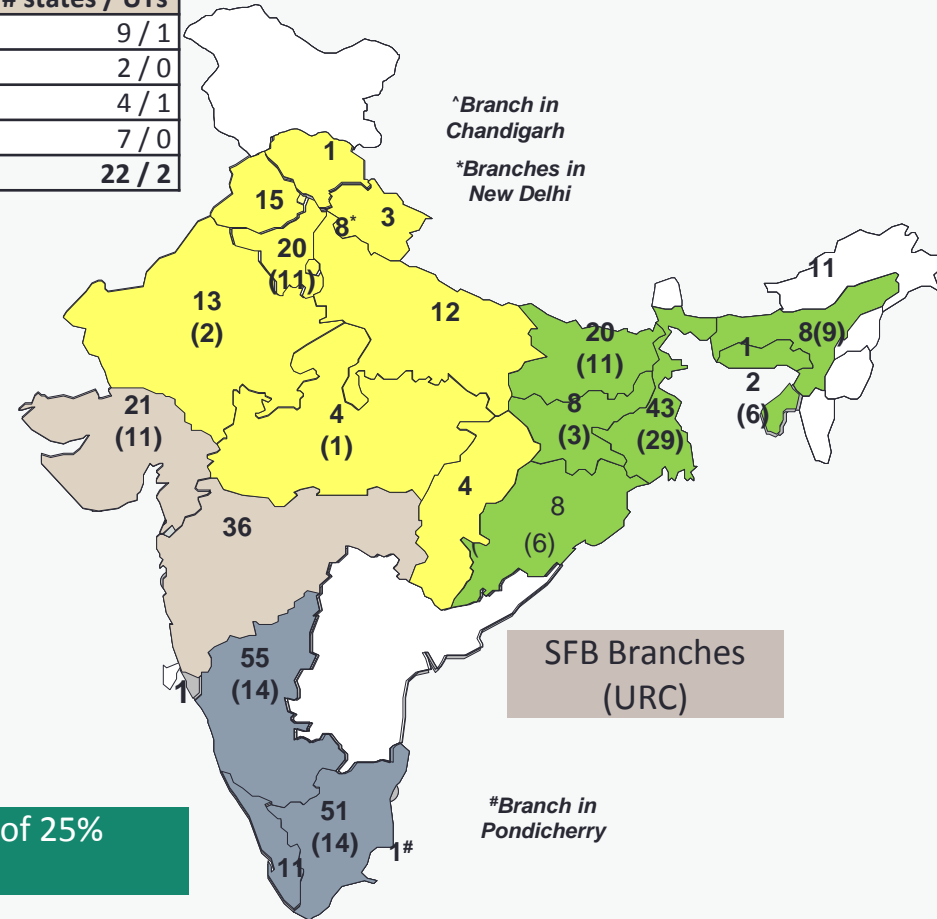 # states / UTs
9 / 1
2 / 0
4 / 1
7 / 0
22 / 2
^Branch in
Chandigarh
*Branches in
New Delhi
1
15
8*
3
20
(11)
11
13
(2)
12
20
(11)
8(9)
1
2
(6)
21
(11)
4
(1)
8
(3)
43
(29)
4
36
8
(6)
SFB Branches
(URC)
55
(14)
1
#Branch in
Pondicherry
of 25%
51
(14)
1#
11